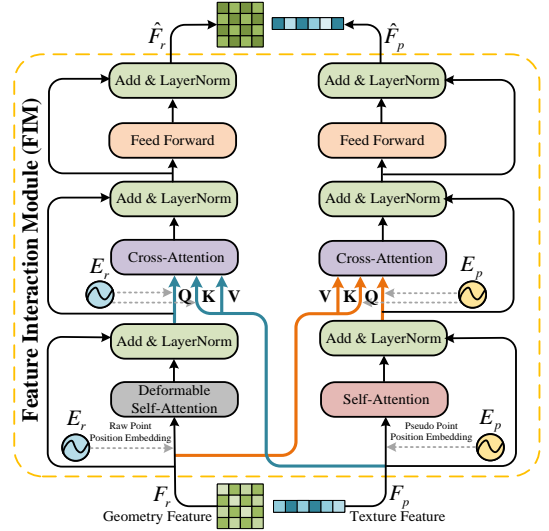 F̂r
F̂p
Feature Interaction Module (FIM)
Add & LayerNorm
Add & LayerNorm
Feed Forward
Feed Forward
Add & LayerNorm
Add & LayerNorm
Cross-Attention
Cross-Attention
Er
Q K V
V K Q
Ep
Add & LayerNorm
Add & LayerNorm
Deformable
Self-Attention
Self-Attention
Er
Raw Point
Position Embedding
Pseudo Point
Position Embedding
Ep
Fr
Fp
Geometry Feature
Texture Feature